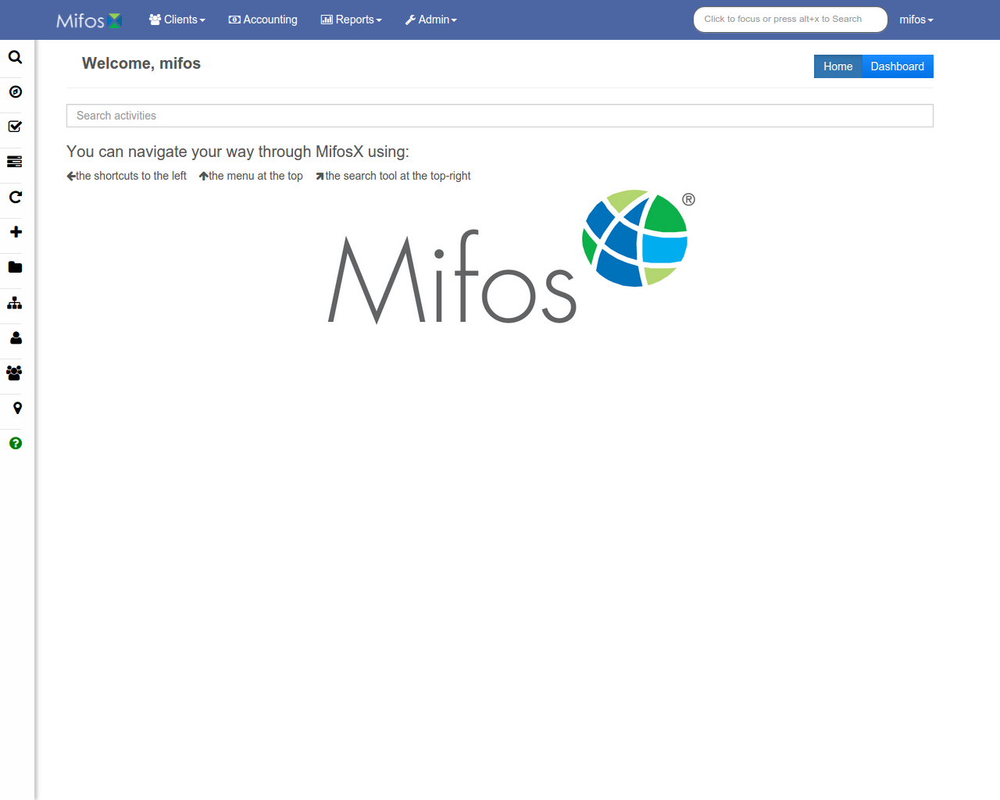 Mifos Clients Accounting Reports Admin Click to focus or press alt+x to Search mifos
Welcome, mifos Home Dashboard
Search activities
You can navigate your way through MifosX using:
the shortcuts to the left the menu at the top the search tool at the top-right
Mifos®